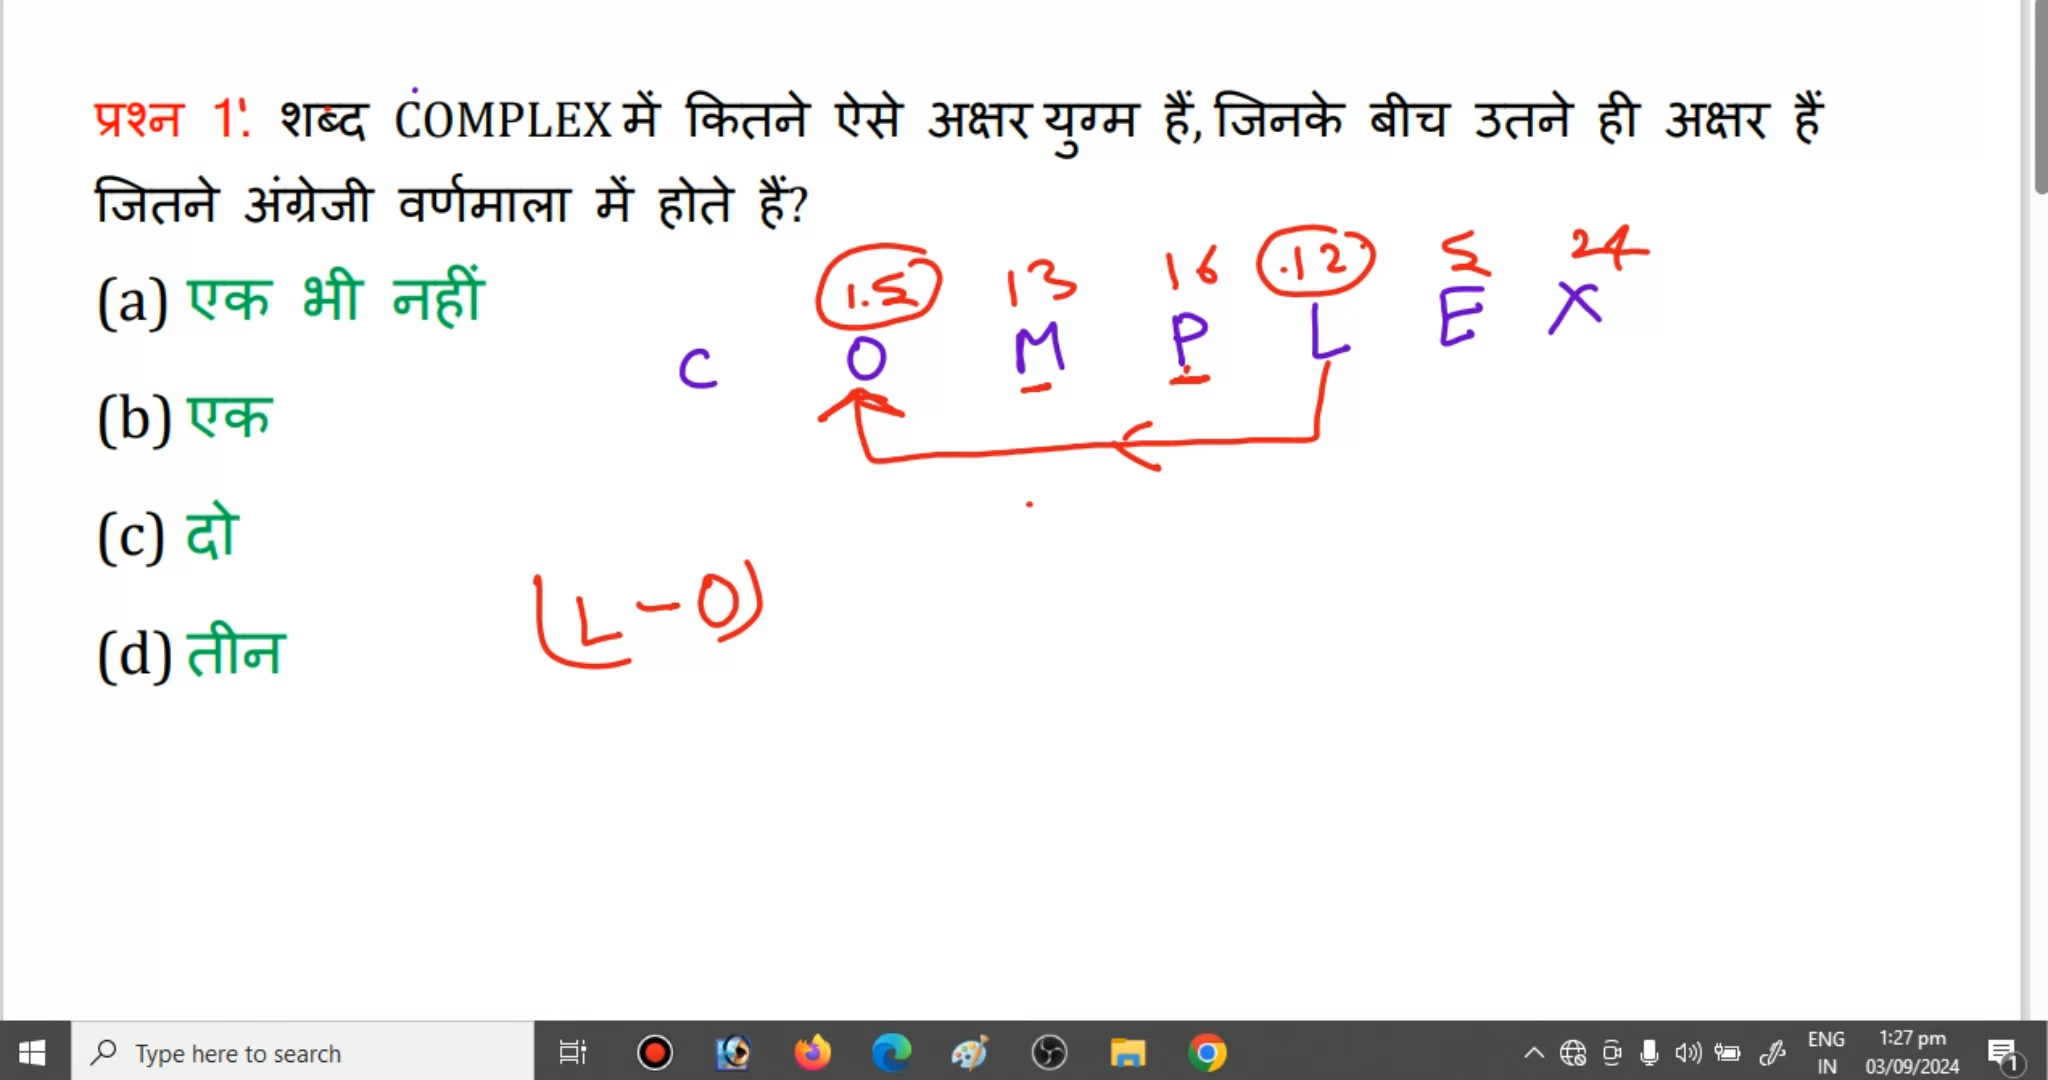 प्रश्न 1: शब्द COMPLEX में कितने ऐसे अक्षर युग्म हैं, जिनके बीच उतने ही अक्षर हैं
जितने अंग्रेजी वर्णमाला में होते हैं?
(a) एक भी नहीं
(b) एक
(c) दो
(d) तीन
15 13 16 12 5 24
C O M P L E X
(L-O)
Type here to search
ENG
IN
1:27 pm
03/09/2024
1